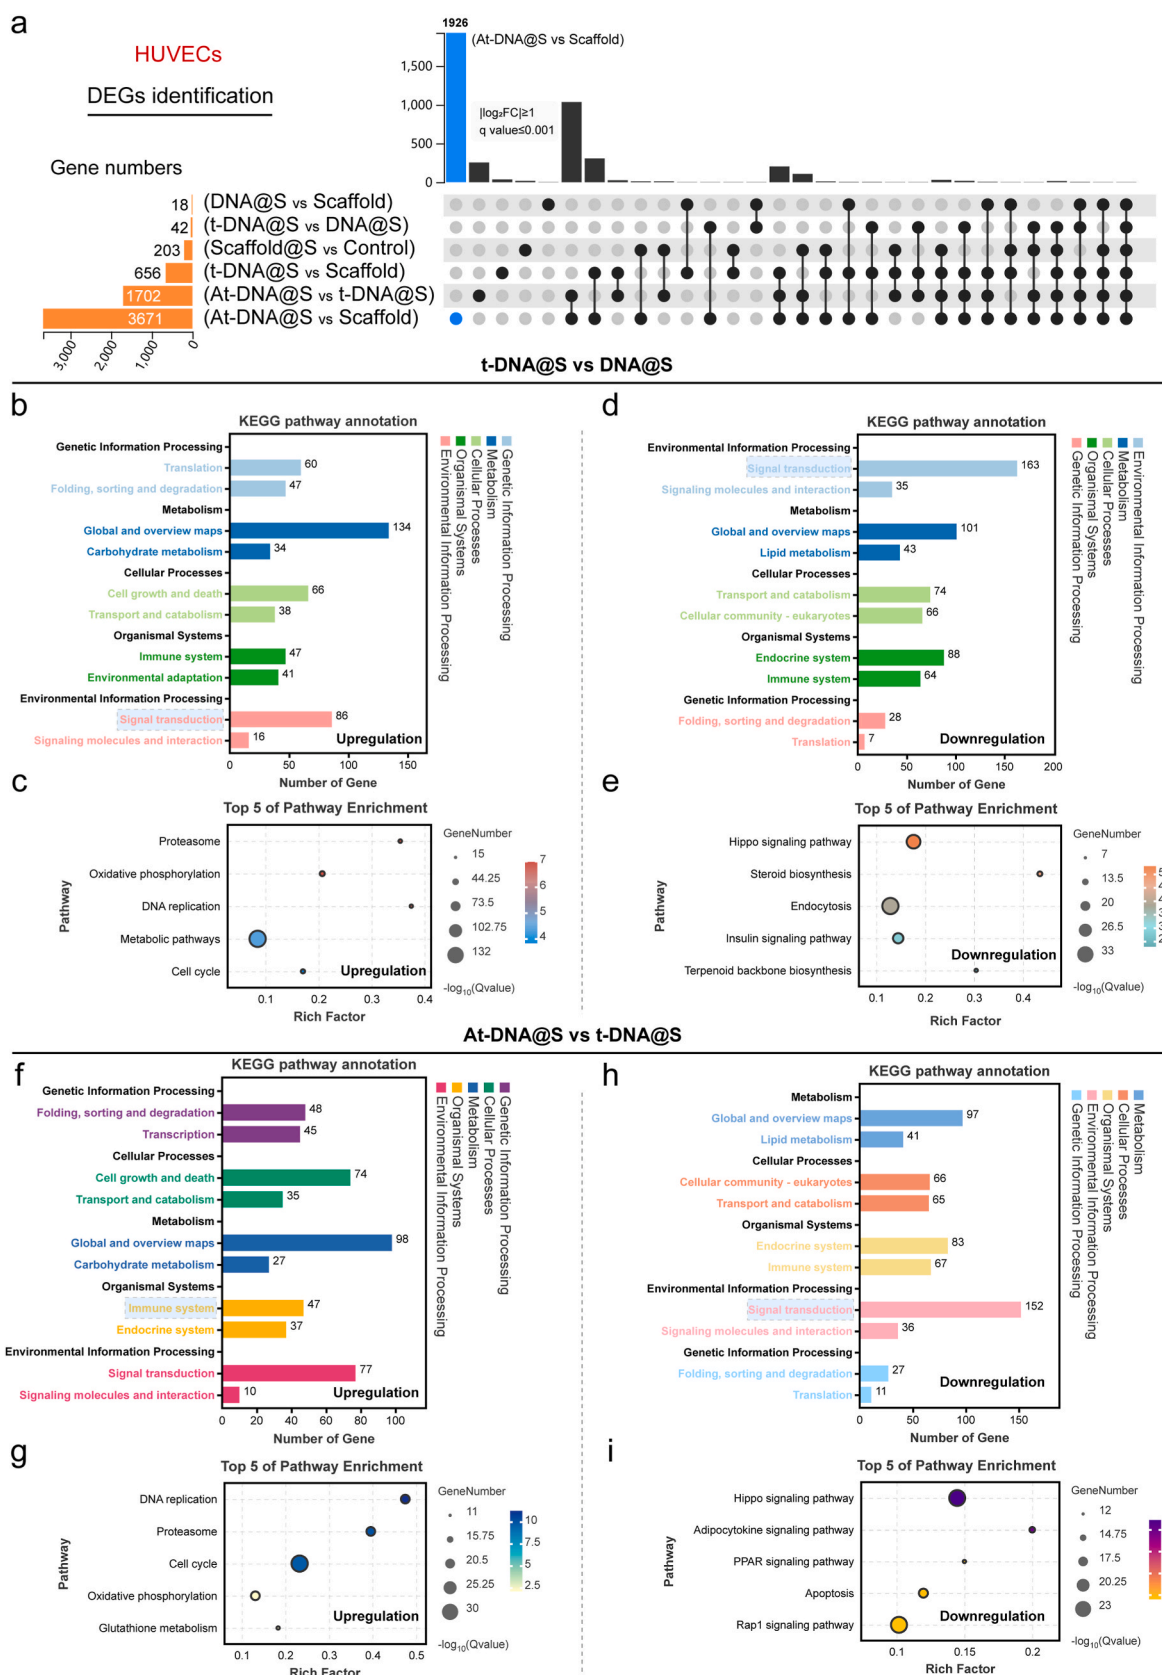 a
HUVECs
DEGs identification
Gene numbers
1926
(At-DNA@S vs Scaffold)
1,500
1,000
500
0
|log₂FC|≥1
q value≤0.001
18 (DNA@S vs Scaffold)
42 (t-DNA@S vs DNA@S)
203 (Scaffold@S vs Control)
656 (t-DNA@S vs Scaffold)
1702 (At-DNA@S vs t-DNA@S)
3671 (At-DNA@S vs Scaffold)
3,000 2,000 1,000 0
t-DNA@S vs DNA@S
b
KEGG pathway annotation
Genetic Information Processing
Translation 60
Folding, sorting and degradation 47
Metabolism
Global and overview maps 134
Carbohydrate metabolism 34
Cellular Processes
Cell growth and death 66
Transport and catabolism 38
Organismal Systems
Immune system 47
Environmental adaptation 41
Environmental Information Processing
Signal transduction 86
Signaling molecules and interaction 16
Upregulation
0 50 100 150
Number of Gene
Genetic Information Processing
Metabolism
Cellular Processes
Organismal Systems
Environmental Information Processing
d
KEGG pathway annotation
Environmental Information Processing
Signal transduction 163
Signaling molecules and interaction 35
Metabolism
Global and overview maps 101
Lipid metabolism 43
Cellular Processes
Transport and catabolism 74
Cellular community - eukaryotes 66
Organismal Systems
Endocrine system 88
Immune system 64
Genetic Information Processing
Folding, sorting and degradation 28
Translation 7
Downregulation
0 50 100 150 200
Number of Gene
Environmental Information Processing
Metabolism
Cellular Processes
Organismal Systems
Genetic Information Processing
c
Top 5 of Pathway Enrichment
Pathway
Proteasome
Oxidative phosphorylation
DNA replication
Metabolic pathways
Cell cycle
Upregulation
0.1 0.2 0.3 0.4
Rich Factor
GeneNumber
15
44.25
73.5
102.75
132
7
6
5
4
-log10(Qvalue)
e
Top 5 of Pathway Enrichment
Pathway
Hippo signaling pathway
Steroid biosynthesis
Endocytosis
Insulin signaling pathway
Terpenoid backbone biosynthesis
Downregulation
0.1 0.2 0.3 0.4
Rich Factor
GeneNumber
7
13.5
20
26.5
33
-log10(Qvalue)
At-DNA@S vs t-DNA@S
f
KEGG pathway annotation
Genetic Information Processing
Folding, sorting and degradation 48
Transcription 45
Cellular Processes
Cell growth and death 74
Transport and catabolism 35
Metabolism
Global and overview maps 98
Carbohydrate metabolism 27
Organismal Systems
Immune system 47
Endocrine system 37
Environmental Information Processing
Signal transduction 77
Signaling molecules and interaction 10
Upregulation
0 20 40 60 80 100
Number of Gene
Genetic Information Processing
Cellular Processes
Metabolism
Organismal Systems
Environmental Information Processing
h
KEGG pathway annotation
Metabolism
Global and overview maps 97
Lipid metabolism 41
Cellular Processes
Cellular community - eukaryotes 66
Transport and catabolism 65
Organismal Systems
Endocrine system 83
Immune system 67
Environmental Information Processing
Signal transduction 152
Signaling molecules and interaction 36
Genetic Information Processing
Folding, sorting and degradation 27
Translation 11
Downregulation
0 50 100 150
Number of Gene
Metabolism
Cellular Processes
Organismal Systems
Environmental Information Processing
Genetic Information Processing
g
Top 5 of Pathway Enrichment
Pathway
DNA replication
Proteasome
Cell cycle
Oxidative phosphorylation
Glutathione metabolism
Upregulation
0.1 0.2 0.3 0.4 0.5
Rich Factor
GeneNumber
11
15.75
20.5
25.25
30
10
7.5
5
2.5
-log10(Qvalue)
i
Top 5 of Pathway Enrichment
Pathway
Hippo signaling pathway
Adipocytokine signaling pathway
PPAR signaling pathway
Apoptosis
Rap1 signaling pathway
Downregulation
0.1 0.15 0.2
Rich Factor
GeneNumber
12
14.75
17.5
20.25
23
-log10(Qvalue)